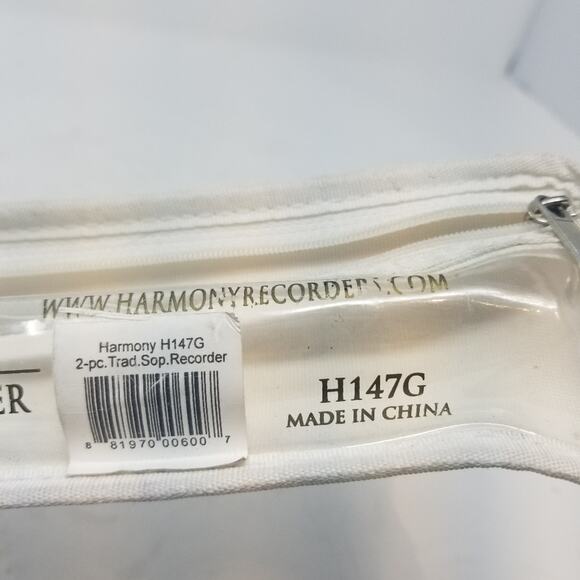 WWW.HARMONYRECORDERS.COM
Harmony H147G
2-pc.Trad.Sop.Recorder
8 81970 00600 7
ER
H147G
MADE IN CHINA